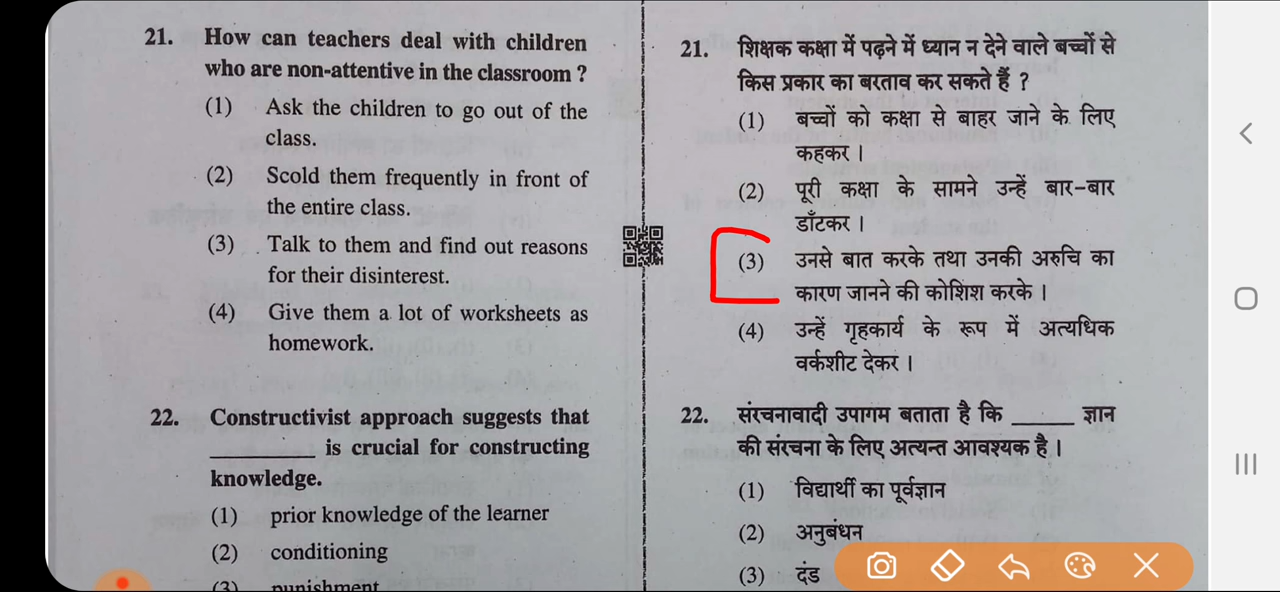 21. How can teachers deal with children
who are non-attentive in the classroom ?
(1) Ask the children to go out of the
class.
(2) Scold them frequently in front of
the entire class.
(3) Talk to them and find out reasons
for their disinterest.
(4) Give them a lot of worksheets as
homework.
22. Constructivist approach suggests that
__________ is crucial for constructing
knowledge.
(1) prior knowledge of the learner
(2) conditioning
(3) punishment
21. शिक्षक कक्षा में पढ़ने में ध्यान न देने वाले बच्चों से
किस प्रकार का बरताव कर सकते हैं ?
(1) बच्चों को कक्षा से बाहर जाने के लिए
कहकर ।
(2) पूरी कक्षा के सामने उन्हें बार-बार
डाँटकर ।
(3) उनसे बात करके तथा उनकी अरुचि का
कारण जानने की कोशिश करके ।
(4) उन्हें गृहकार्य के रूप में अत्यधिक
वर्कशीट देकर ।
22. संरचनावादी उपागम बताता है कि ______ ज्ञान
की संरचना के लिए अत्यन्त आवश्यक है ।
(1) विद्यार्थी का पूर्वज्ञान
(2) अनुबंधन
(3) दंड